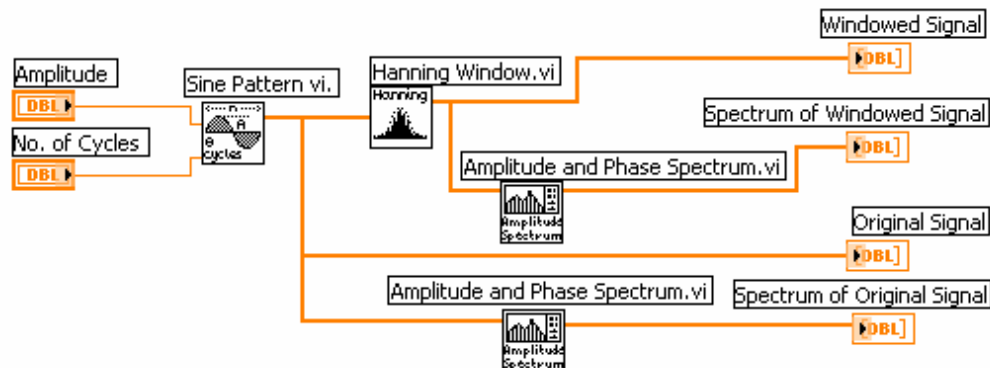 Windowed Signal
DBL]
Amplitude
DBL
Sine Pattern vi.
n
A
θ
cycles
Hanning Window.vi
Hanning
Spectrum of Windowed Signal
DBL]
No. of Cycles
DBL
Amplitude and Phase Spectrum.vi
Amplitude
Spectrum
Original Signal
DBL]
Amplitude and Phase Spectrum.vi
Amplitude
Spectrum
Spectrum of Original Signal
DBL]